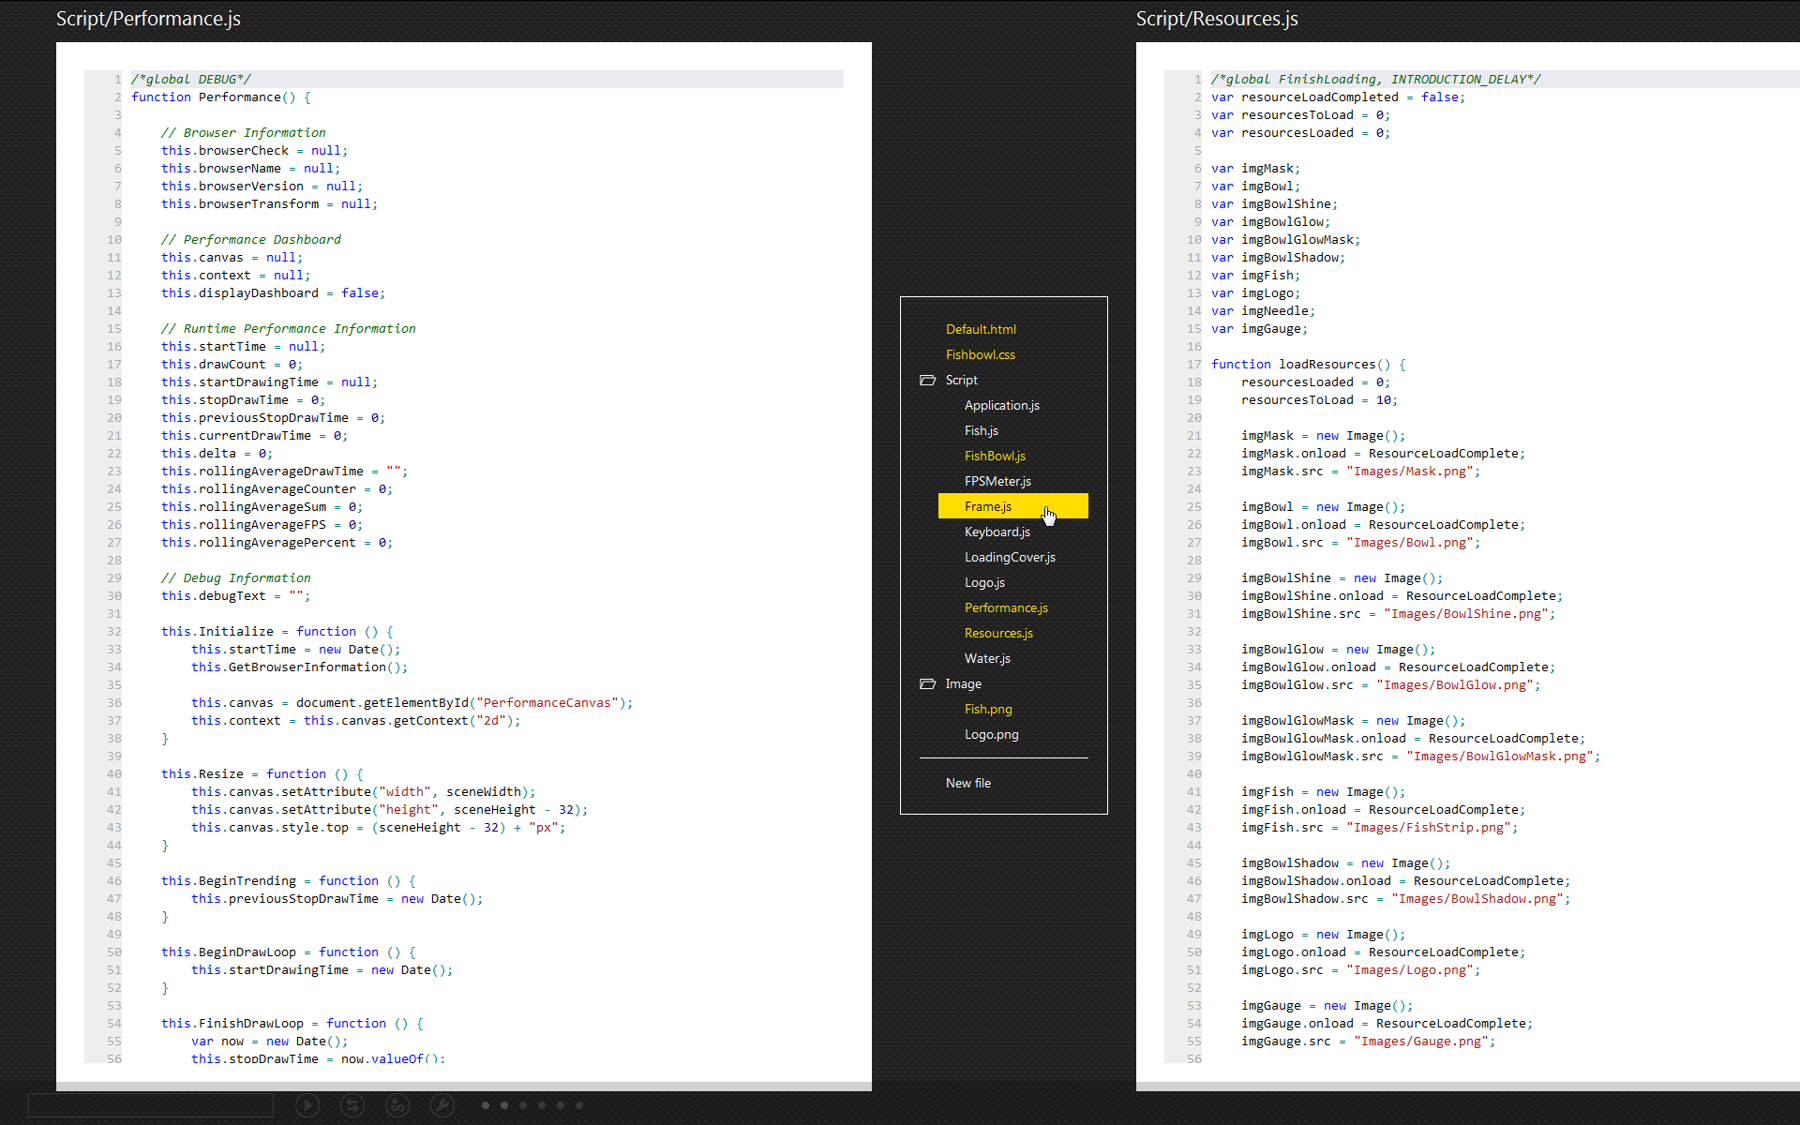 Script/Performance.js
1 /*global DEBUG*/
2 function Performance() {
3
4 // Browser Information
5 this.browserCheck = null;
6 this.browserName = null;
7 this.browserVersion = null;
8 this.browserTransform = null;
9
10 // Performance Dashboard
11 this.canvas = null;
12 this.context = null;
13 this.displayDashboard = false;
14
15 // Runtime Performance Information
16 this.startTime = null;
17 this.drawCount = 0;
18 this.startDrawingTime = null;
19 this.stopDrawTime = 0;
20 this.previousStopDrawTime = 0;
21 this.currentDrawTime = 0;
22 this.delta = 0;
23 this.rollingAverageDrawTime = "";
24 this.rollingAverageCounter = 0;
25 this.rollingAverageSum = 0;
26 this.rollingAverageFPS = 0;
27 this.rollingAveragePercent = 0;
28
29 // Debug Information
30 this.debugText = "";
31
32 this.Initialize = function () {
33 this.startTime = new Date();
34 this.GetBrowserInformation();
35
36 this.canvas = document.getElementById("PerformanceCanvas");
37 this.context = this.canvas.getContext("2d");
38 }
39
40 this.Resize = function () {
41 this.canvas.setAttribute("width", sceneWidth);
42 this.canvas.setAttribute("height", sceneHeight - 32);
43 this.canvas.style.top = (sceneHeight - 32) + "px";
44 }
45
46 this.BeginTrending = function () {
47 this.previousStopDrawTime = new Date();
48 }
49
50 this.BeginDrawLoop = function () {
51 this.startDrawingTime = new Date();
52 }
53
54 this.FinishDrawLoop = function () {
55 var now = new Date();
56 this.stopDrawTime = now.valueOf();
Default.html
Fishbowl.css
Script
Application.js
Fish.js
FishBowl.js
FPSMeter.js
Frame.js
Keyboard.js
LoadingCover.js
Logo.js
Performance.js
Resources.js
Water.js
Image
Fish.png
Logo.png
New file
Script/Resources.js
1 /*global FinishLoading, INTRODUCTION_DELAY*/
2 var resourceLoadCompleted = false;
3 var resourcesToLoad = 0;
4 var resourcesLoaded = 0;
5
6 var imgMask;
7 var imgBowl;
8 var imgBowlShine;
9 var imgBowlGlow;
10 var imgBowlGlowMask;
11 var imgBowlShadow;
12 var imgFish;
13 var imgLogo;
14 var imgNeedle;
15 var imgGauge;
16
17 function loadResources() {
18 resourcesLoaded = 0;
19 resourcesToLoad = 10;
20
21 imgMask = new Image();
22 imgMask.onload = ResourceLoadComplete;
23 imgMask.src = "Images/Mask.png";
24
25 imgBowl = new Image();
26 imgBowl.onload = ResourceLoadComplete;
27 imgBowl.src = "Images/Bowl.png";
28
29 imgBowlShine = new Image();
30 imgBowlShine.onload = ResourceLoadComplete;
31 imgBowlShine.src = "Images/BowlShine.png";
32
33 imgBowlGlow = new Image();
34 imgBowlGlow.onload = ResourceLoadComplete;
35 imgBowlGlow.src = "Images/BowlGlow.png";
36
37 imgBowlGlowMask = new Image();
38 imgBowlGlowMask.onload = ResourceLoadComplete;
39 imgBowlGlowMask.src = "Images/BowlGlowMask.png";
40
41 imgFish = new Image();
42 imgFish.onload = ResourceLoadComplete;
43 imgFish.src = "Images/FishStrip.png";
44
45 imgBowlShadow = new Image();
46 imgBowlShadow.onload = ResourceLoadComplete;
47 imgBowlShadow.src = "Images/BowlShadow.png";
48
49 imgLogo = new Image();
50 imgLogo.onload = ResourceLoadComplete;
51 imgLogo.src = "Images/Logo.png";
52
53 imgGauge = new Image();
54 imgGauge.onload = ResourceLoadComplete;
55 imgGauge.src = "Images/Gauge.png";
56